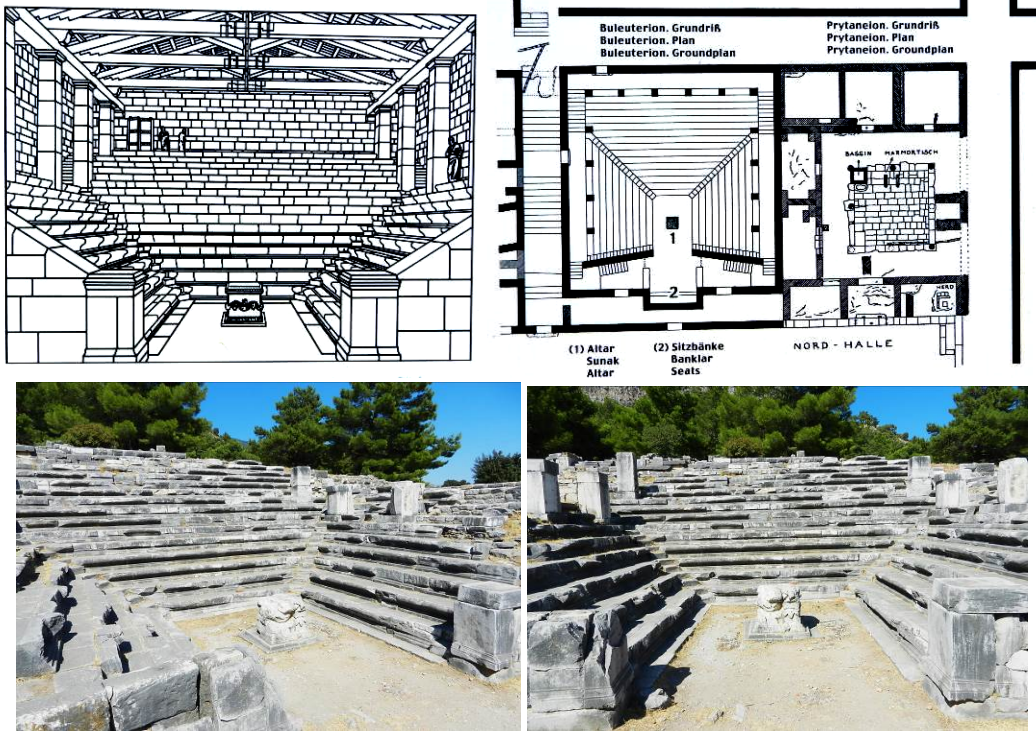 Buleuterion. Grundriß
Buleuterion. Plan
Buleuterion. Groundplan
Prytaneion. Grundriß
Prytaneion. Plan
Prytaneion. Groundplan
BASSIN MARMORTISCH
1
2
HERD
(1) Altar
Sunak
Altar
(2) Sitzbänke
Banklar
Seats
NORD-HALLE